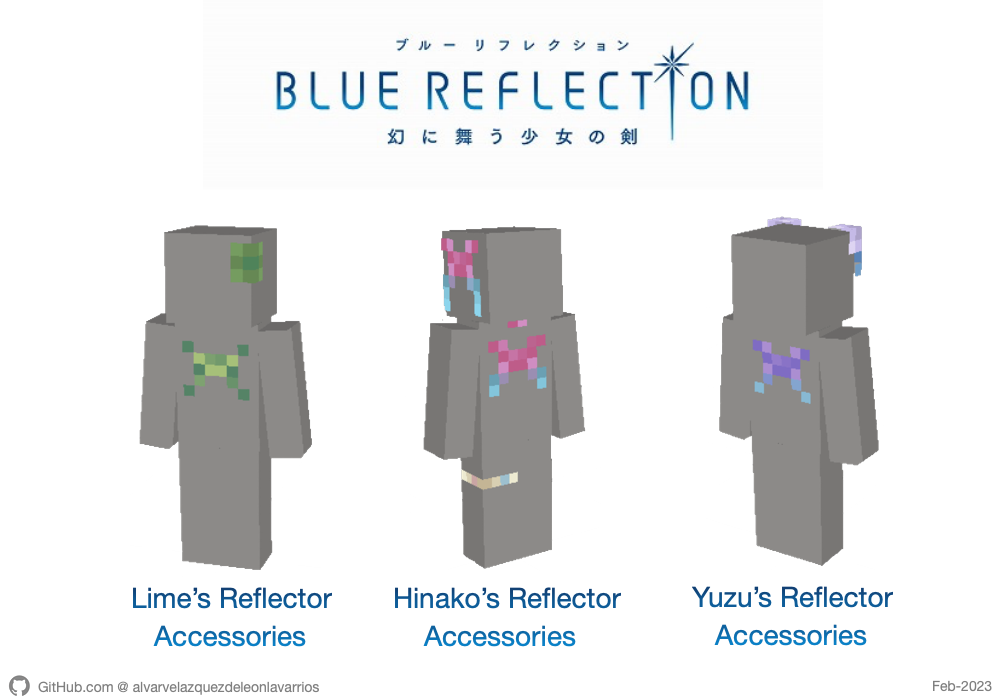 ブルー リフレクション
BLUE REFLECTION
幻に舞う少女の剣
Lime’s Reflector
Accessories
Hinako’s Reflector
Accessories
Yuzu’s Reflector
Accessories
GitHub.com @ alvarvelazquezdeleonlavarrios
Feb-2023